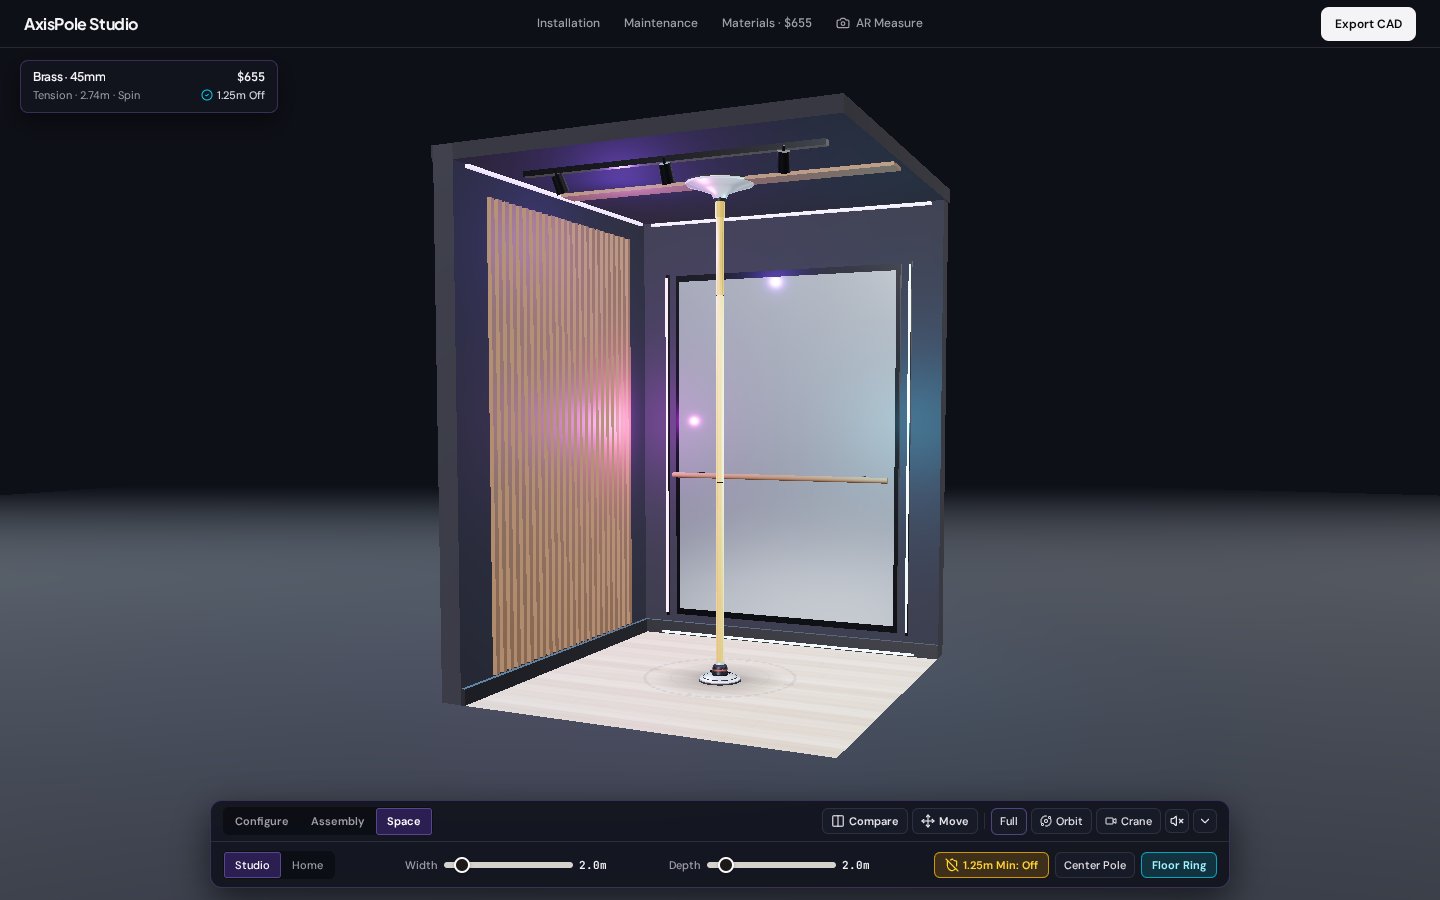 AxisPole Studio
Installation
Maintenance
Materials · $655
AR Measure
Export CAD
Brass · 45mm
$655
Tension · 2.74m · Spin
1.25m Off
Configure
Assembly
Space
Compare
Move
Full
Orbit
Crane
Studio
Home
Width
2.0m
Depth
2.0m
1.25m Min: Off
Center Pole
Floor Ring